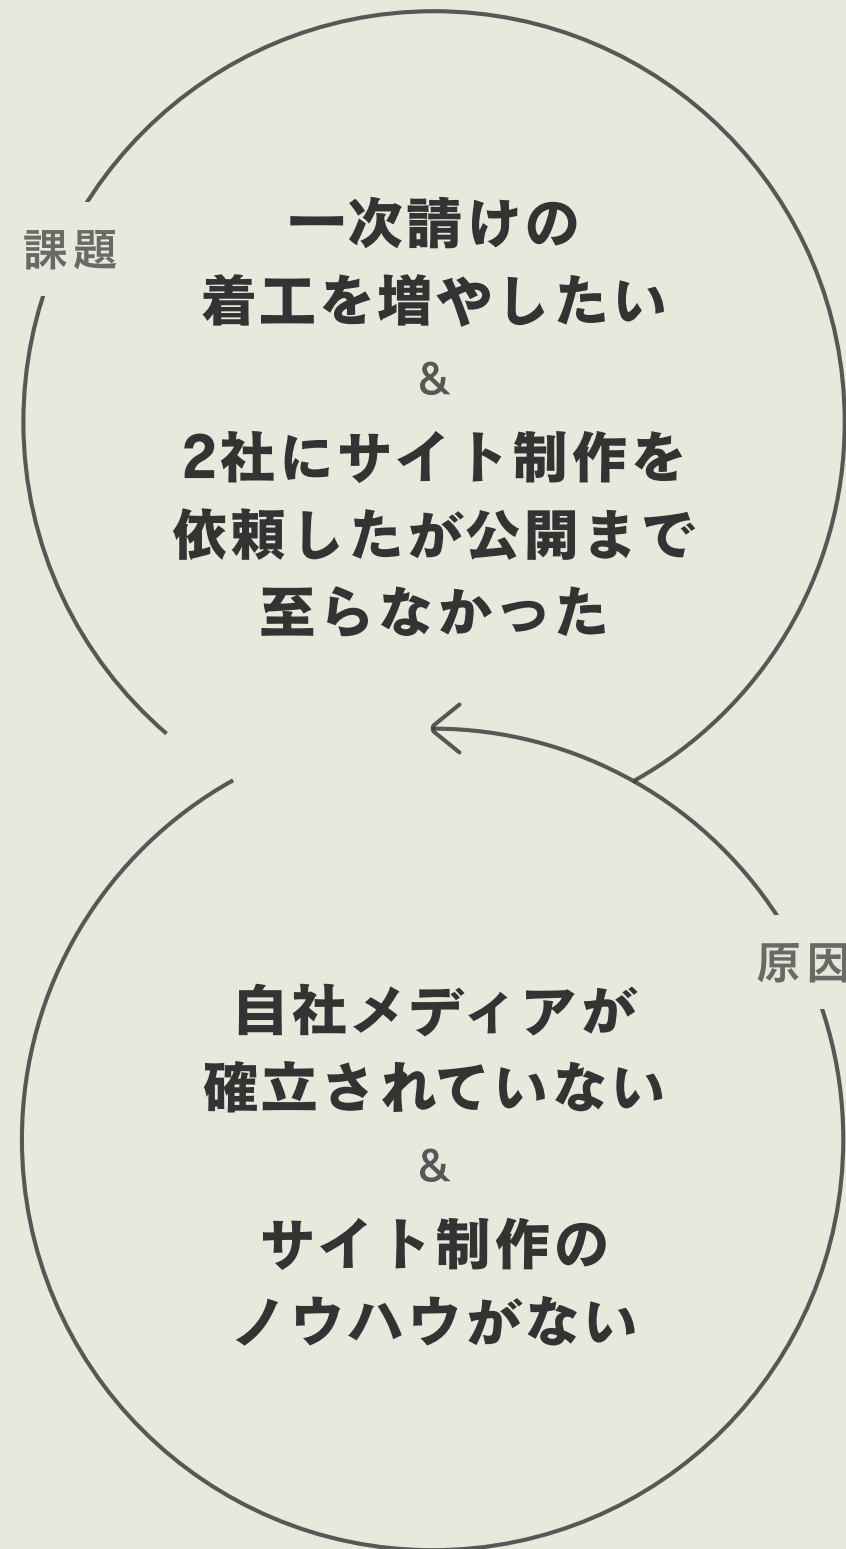 課題
一次請けの
着工を増やしたい
&
2社にサイト制作を
依頼したが公開まで
至らなかった
原因
自社メディアが
確立されていない
&
サイト制作の
ノウハウがない